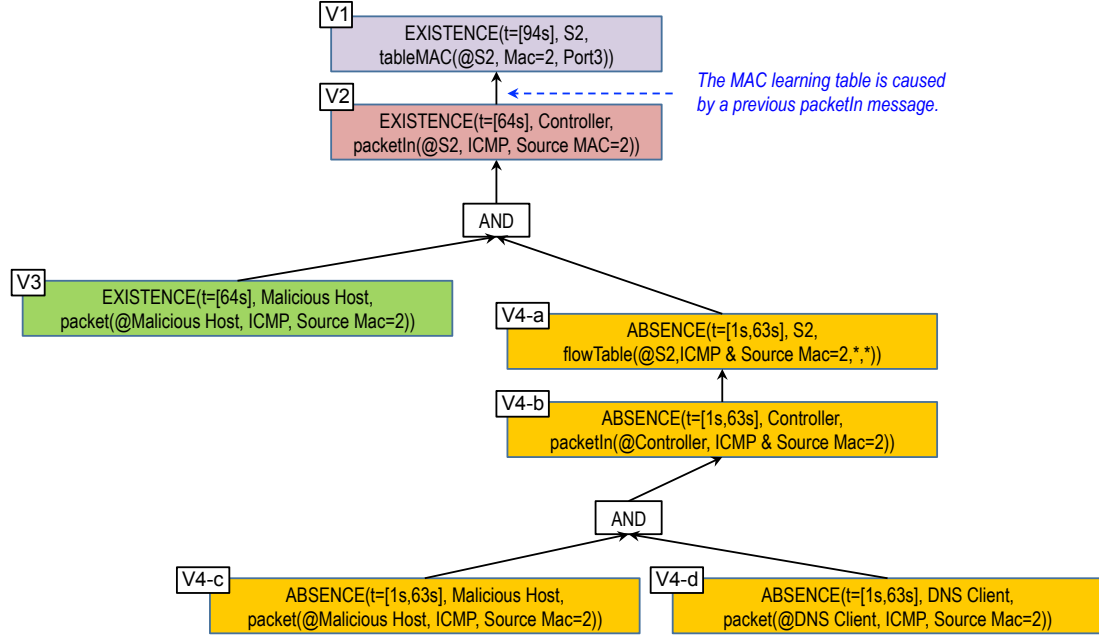 V1
EXISTENCE(t=[94s], S2,
tableMAC(@S2, Mac=2, Port3))
The MAC learning table is caused
by a previous packetIn message.
V2
EXISTENCE(t=[64s], Controller,
packetIn(@S2, ICMP, Source MAC=2))
AND
V3
EXISTENCE(t=[64s], Malicious Host,
packet(@Malicious Host, ICMP, Source Mac=2))
V4-a
ABSENCE(t=[1s,63s], S2,
flowTable(@S2,ICMP & Source Mac=2,*,*))
V4-b
ABSENCE(t=[1s,63s], Controller,
packetIn(@Controller, ICMP & Source Mac=2))
AND
V4-c
ABSENCE(t=[1s,63s], Malicious Host,
packet(@Malicious Host, ICMP, Source Mac=2))
V4-d
ABSENCE(t=[1s,63s], DNS Client,
packet(@DNS Client, ICMP, Source Mac=2))